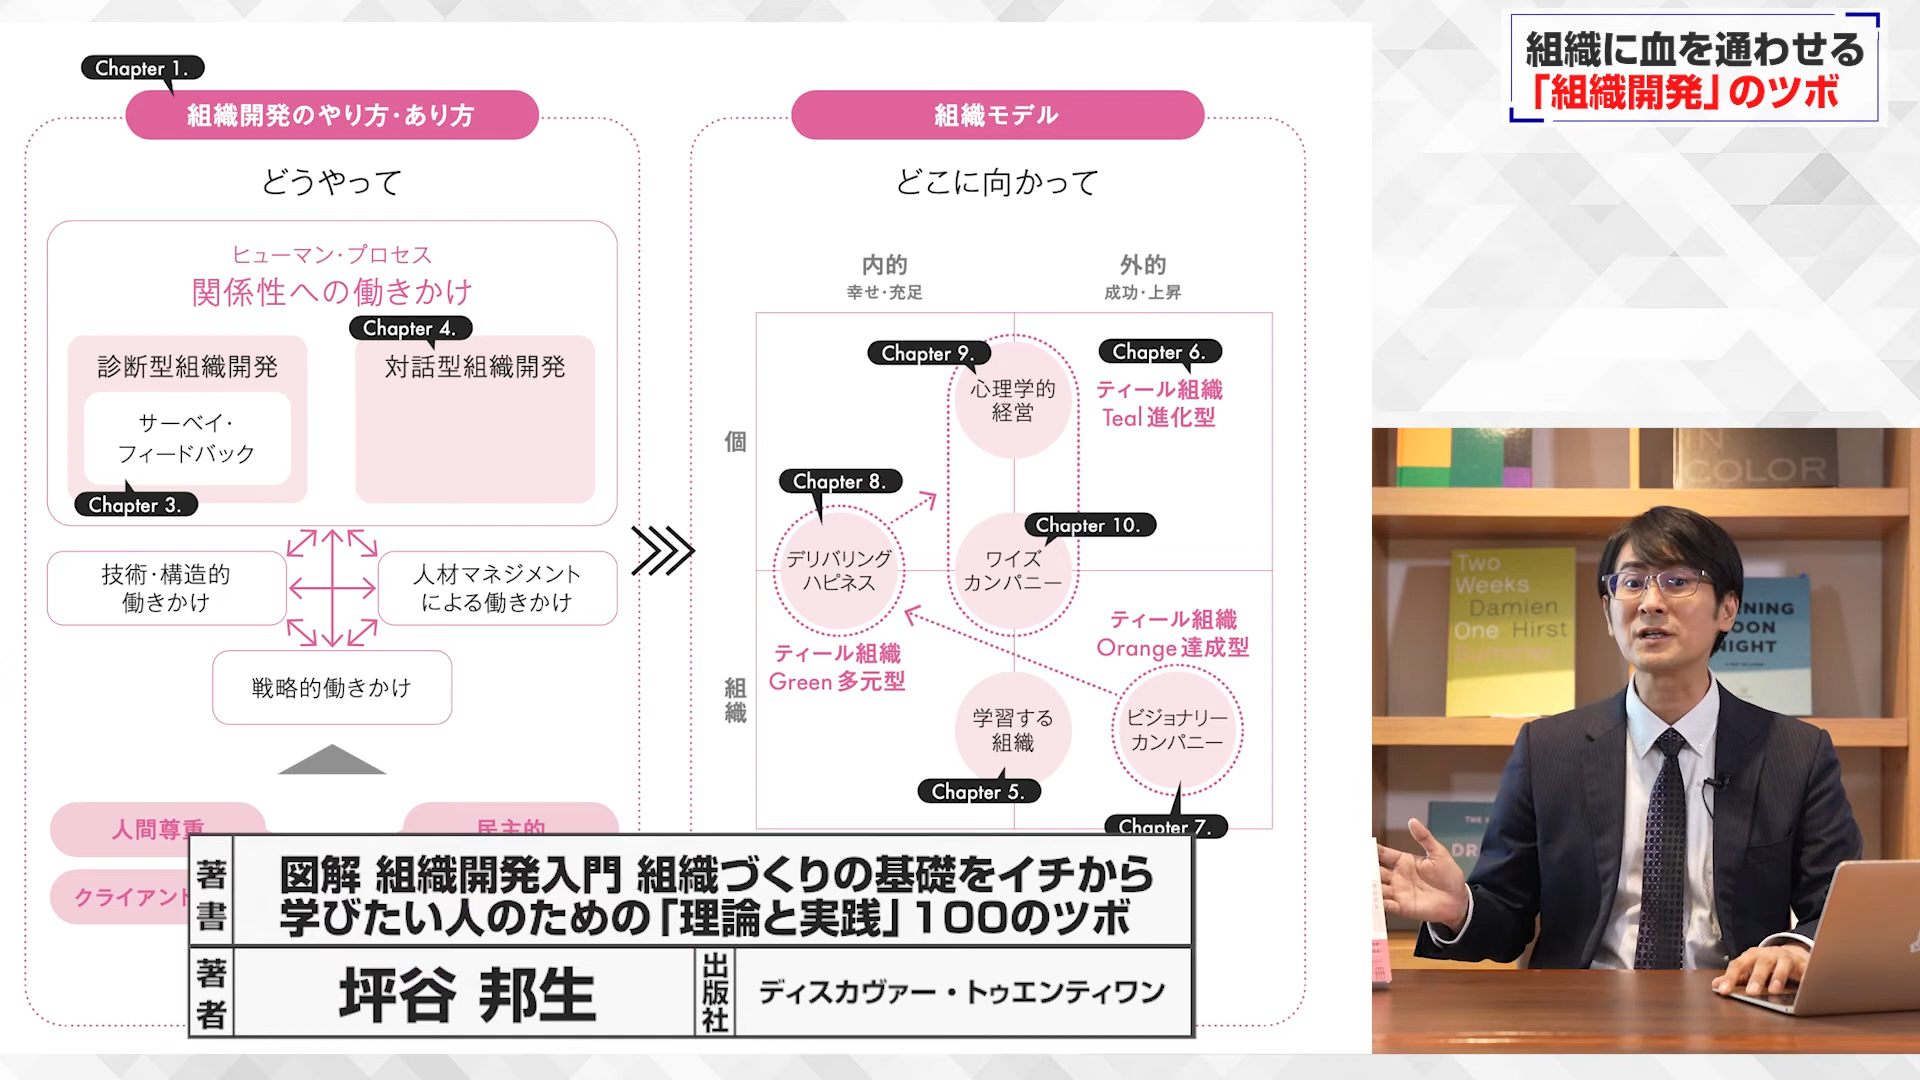 組織に血を通わせる
「組織開発」のツボ
Chapter 1.
組織開発のやり方・あり方
どうやって
ヒューマン・プロセス
関係性への働きかけ
Chapter 4.
診断型組織開発
対話型組織開発
サーベイ・
フィードバック
Chapter 3.
技術・構造的
働きかけ
人材マネジメント
による働きかけ
戦略的働きかけ
人間尊重
民主的
クライアント
組織モデル
どこに向かって
内的
幸せ・充足
外的
成功・上昇
個
組織
Chapter 9.
心理学的
経営
Chapter 6.
ティール組織
Teal 進化型
Chapter 8.
デリバリング
ハピネス
Chapter 10.
ワイズ
カンパニー
ティール組織
Green 多元型
ティール組織
Orange 達成型
学習する
組織
Chapter 5.
ビジョナリー
カンパニー
Chapter 7.
著書
図解 組織開発入門 組織づくりの基礎をイチから
学びたい人のための「理論と実践」100のツボ
著者
坪谷 邦生
出版社
ディスカヴァー・トゥエンティワン
IN
COLOR
Two
Weeks
Damien
One Hirst
Summer
NING
OON
NIGHT
THE
DR